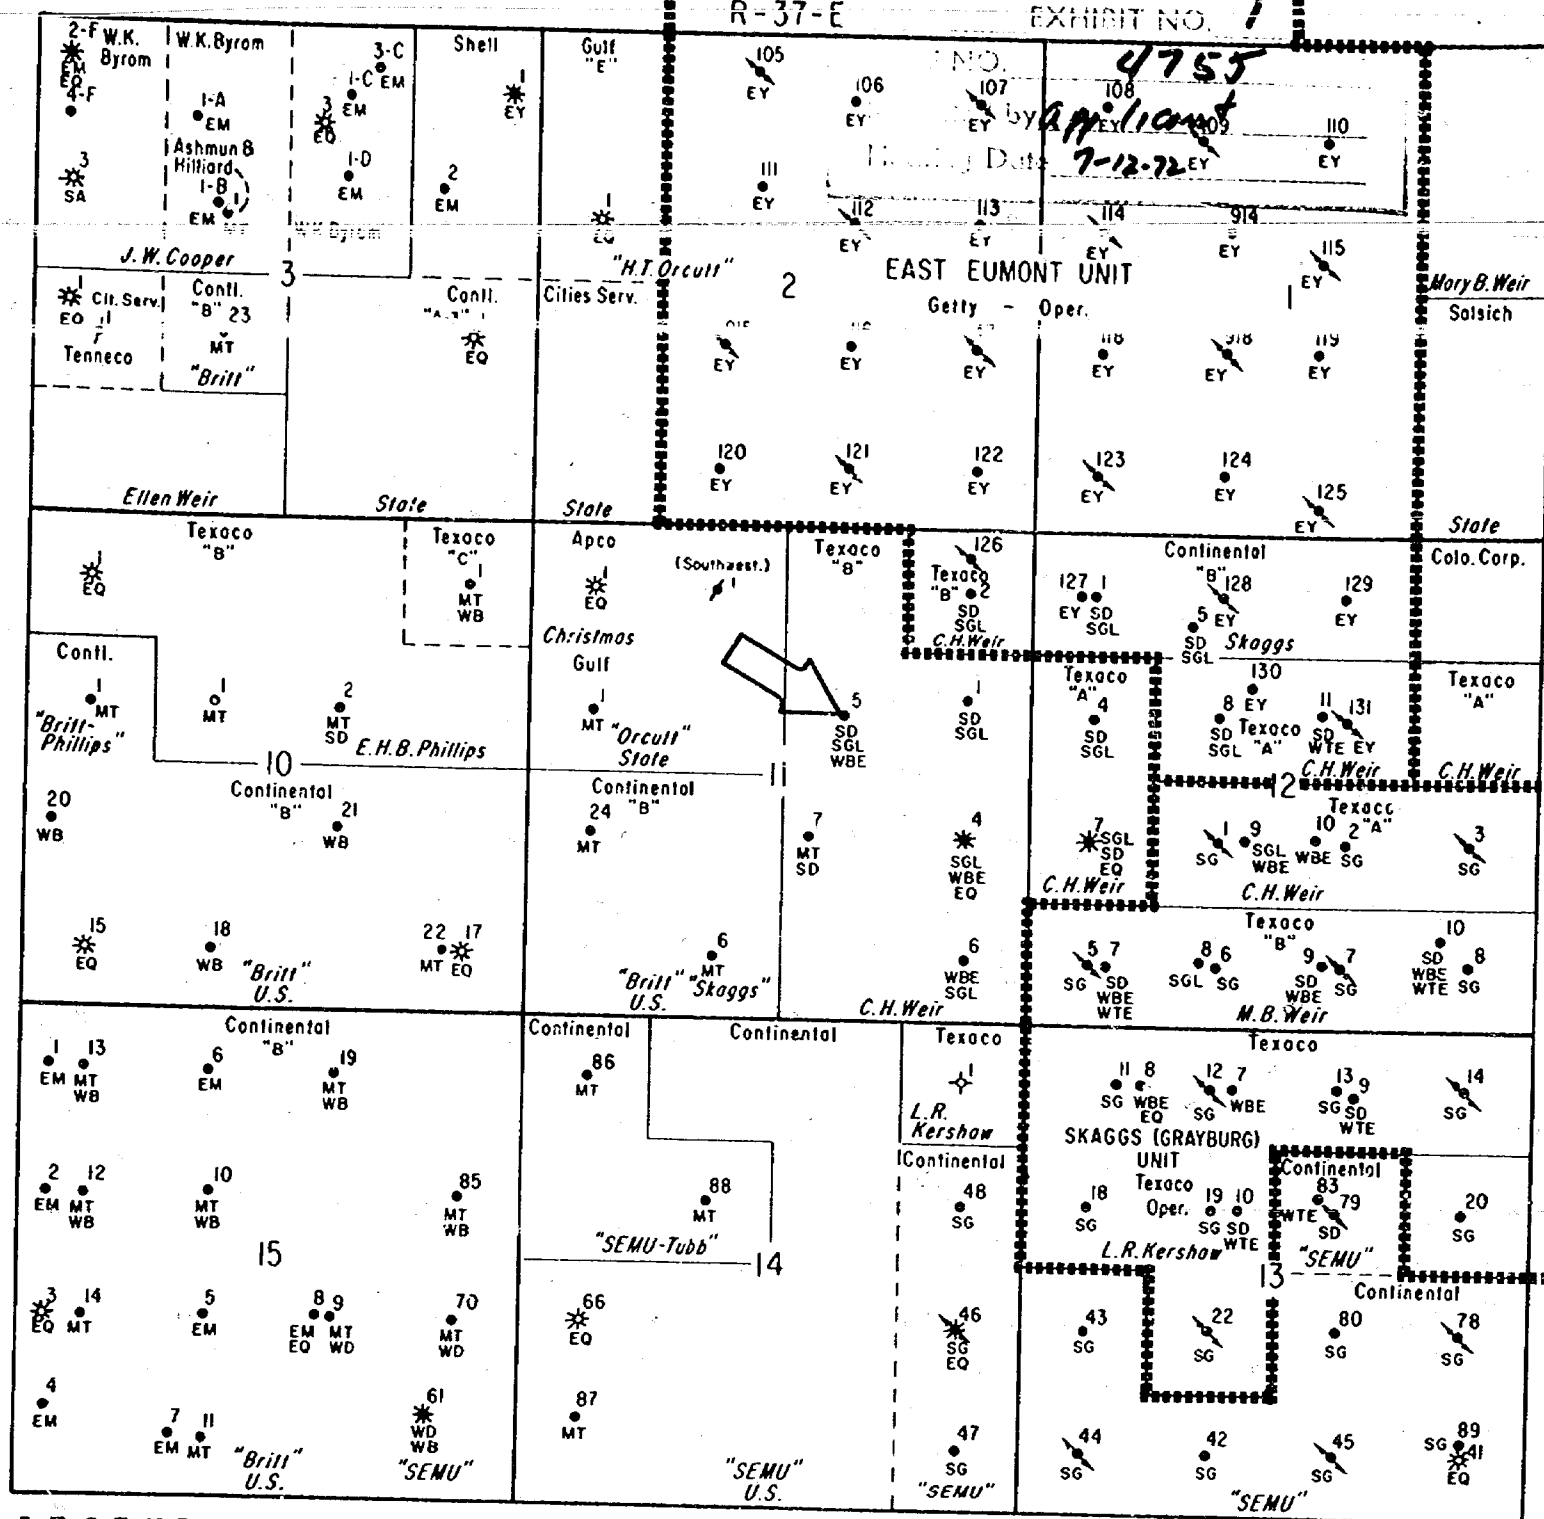 R-37-E
EXHIBIT NO. 1
NO. 4755
by applicant
Date 7-12-72
2-F W.K. Byrom
EM
4-F
3
SA
W.K. Byrom
1-A
EM
Ashmun &
Hilliard
1-B
EM
1
MT
3-C
EM
1-C
EM
3
EQ
1-D
EM
W.K. Byrom
J.W. Cooper
3
Shell
1
EY
2
EM
Gulf
"E"
1
EQ
"H.T. Orcutt"
105
EY
106
EY
107
EY
108
EY
109
EY
110
EY
111
EY
112
EY
113
EY
114
EY
914
EY
115
EY
2
EAST EUMONT UNIT
Getty - Oper.
1
Mary B. Weir
Salsich
1
EQ
Cit. Serv.
1
Tenneco
Contl.
"B" 23
MT
"Britt"
Contl.
EQ
Cities Serv.
EY
EY
EY
118
EY
918
EY
119
EY
120
EY
121
EY
122
EY
123
EY
124
EY
125
EY
Ellen Weir
State
State
State
Texaco
"B"
1
EQ
Texaco
"C"
1
MT
WB
Apco
1
EQ
(Southwest.)
1
Christmas
Texaco
"B"
126
Texaco
"B"
2
SD
SGL
C.H. Weir
Continental
"B"
127 1
EY SD
SGL
128
EY
129
EY
5
SD
SGL
Skaggs
Colo. Corp.
Contl.
1
MT
"Britt-
Phillips"
1
MT
2
MT
SD
E.H.B. Phillips
10
Gulf
1
MT
"Orcutt"
State
11
5
SD
SGL
WBE
1
SD
SGL
Texaco
"A"
4
SD
SGL
130
EY
8
SD
SGL
Texaco
"A"
11
SD
WTE
131
EY
C.H. Weir
Texaco
"A"
C.H. Weir
12
20
WB
Continental
"B"
21
WB
Continental
"B"
24
MT
7
MT
SD
4
SGL
WBE
EQ
7
SGL
SD
EQ
C.H. Weir
Texaco
"A"
1
SG
9
SGL
WBE
10
WBE
2
SG
3
SG
C.H. Weir
15
EQ
18
WB
"Britt"
U.S.
22
MT
17
EQ
6
MT
"Britt" "Skaggs"
U.S.
6
WBE
SGL
C.H. Weir
Texaco
"B"
5
SG
7
SD
WBE
WTE
8
SGL
6
SG
9
SD
WBE
7
SG
10
SD
WBE
WTE
8
SG
M.B. Weir
Continental
"B"
1
EM
13
MT
WB
6
EM
19
MT
WB
Continental
86
MT
Continental
Texaco
1
L.R.
Kershaw
Texaco
11
SG
8
WBE
EQ
12
SG
7
WBE
13
SG
9
SD
WTE
14
SG
2
EM
12
MT
WB
10
MT
WB
85
MT
WB
15
88
MT
"SEMU-Tubb"
14
Continental
48
SG
SKAGGS (GRAYBURG)
UNIT
Texaco
Oper.
18
SG
19
SG
10
SD
WTE
L.R. Kershaw
Continental
83
WTE
79
SD
"SEMU"
20
SG
13
3
EQ
14
MT
5
EM
8
EM
EQ
9
MT
WD
70
MT
WD
66
EQ
46
SG
EQ
43
SG
22
SG
Continental
80
SG
78
SG
4
EM
7
EM
11
MT
"Britt"
U.S.
61
WD
WB
"SEMU"
87
MT
"SEMU"
U.S.
47
SG
"SEMU"
44
SG
42
SG
45
SG
89
SG
41
EQ
"SEMU"